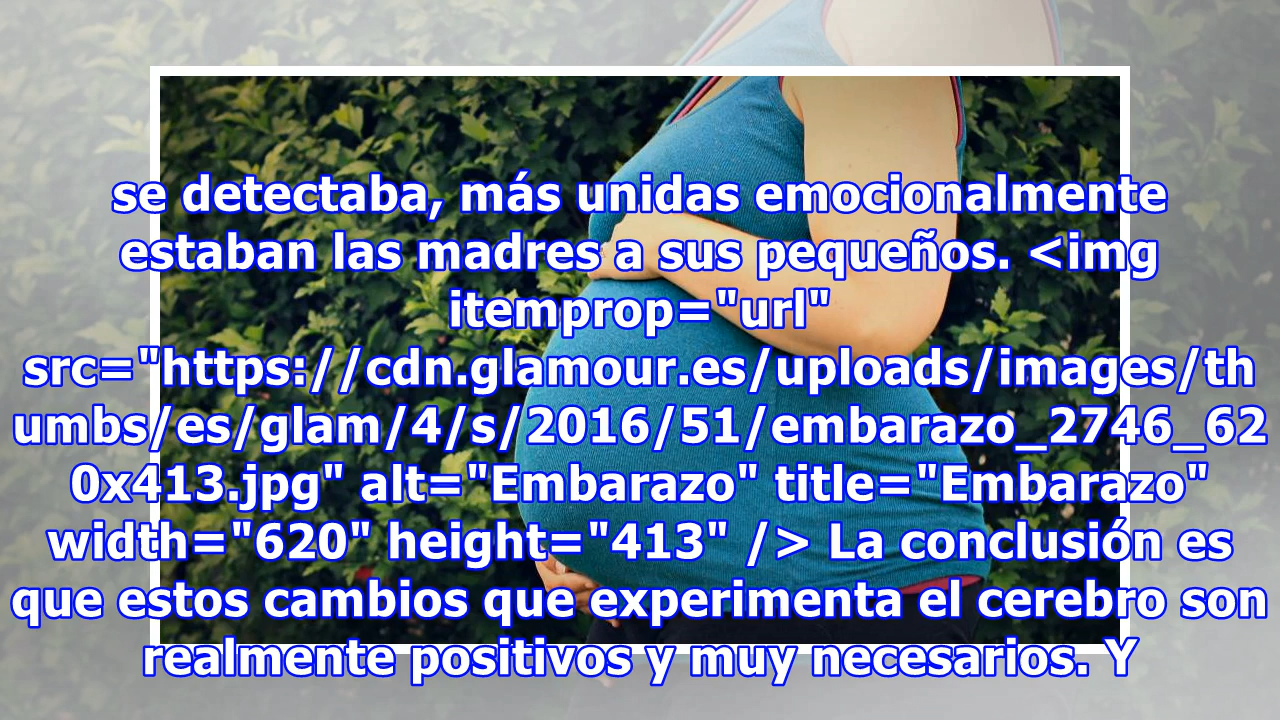 se detectaba, más unidas emocionalmente
estaban las madres a sus pequeños. <img
itemprop="url"
src="https://cdn.glamour.es/uploads/images/th
umbs/es/glam/4/s/2016/51/embarazo_2746_62
0x413.jpg" alt="Embarazo" title="Embarazo"
width="620" height="413" /> La conclusión es
que estos cambios que experimenta el cerebro son
realmente positivos y muy necesarios. Y